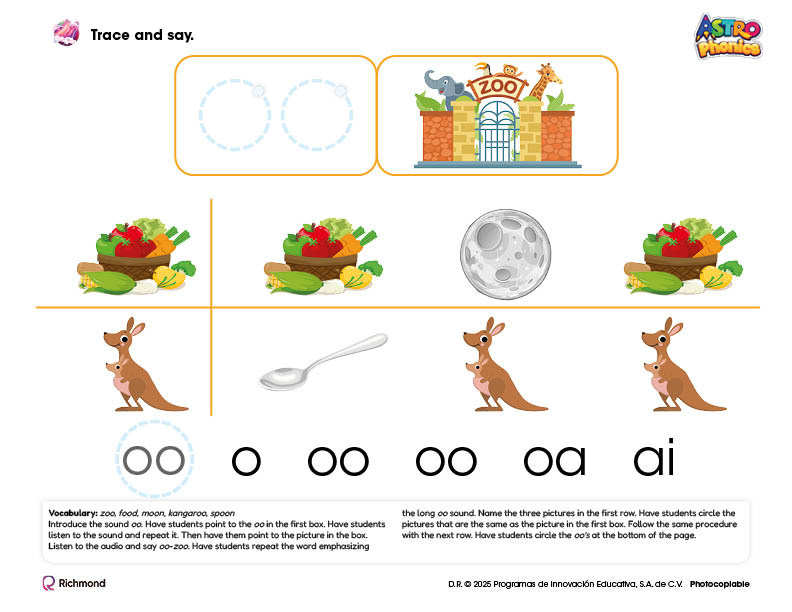 Trace and say.
ASTRO
Phonics
oo
ZOO
oo o oo oo oa ai
Vocabulary: zoo, food, moon, kangaroo, spoon
Introduce the sound oo. Have students point to the oo in the first box. Have students
listen to the sound and repeat it. Then have them point to the picture in the box.
Listen to the audio and say oo-zoo. Have students repeat the word emphasizing
the long oo sound. Name the three pictures in the first row. Have students circle the
pictures that are the same as the picture in the first box. Follow the same procedure
with the next row. Have students circle the oo's at the bottom of the page.
Richmond
D.R. © 2025 Programas de Innovación Educativa, S.A. de C.V. Photocopiable